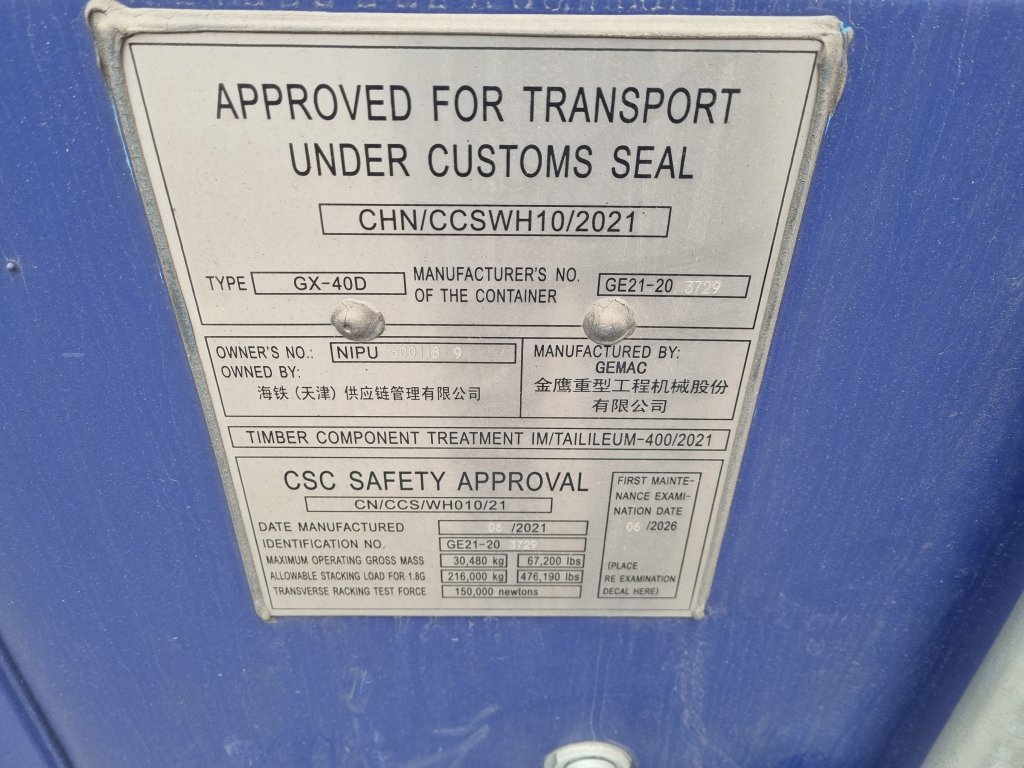 APPROVED FOR TRANSPORT
UNDER CUSTOMS SEAL
CHN/CCSWH10/2021
TYPE GX-40D MANUFACTURER'S NO. OF THE CONTAINER GE21-20 3729
OWNER'S NO.: NIPU
OWNED BY:
海铁(天津)供应链管理有限公司
MANUFACTURED BY:
GEMAC
金鹰重型工程机械股份
有限公司
TIMBER COMPONENT TREATMENT IM/TAILILEUM-400/2021
CSC SAFETY APPROVAL
CN/CCS/WH010/21
DATE MANUFACTURED 06 /2021
IDENTIFICATION NO. GE21-20 3729
MAXIMUM OPERATING GROSS MASS 30,480 kg 67,200 lbs
ALLOWABLE STACKING LOAD FOR 1.8G 216,000 kg 476,190 lbs
TRANSVERSE RACKING TEST FORCE 150,000 newtons
FIRST MAINTE-
NANCE EXAMI-
NATION DATE
06 /2026
(PLACE
RE EXAMINATION
DECAL HERE)